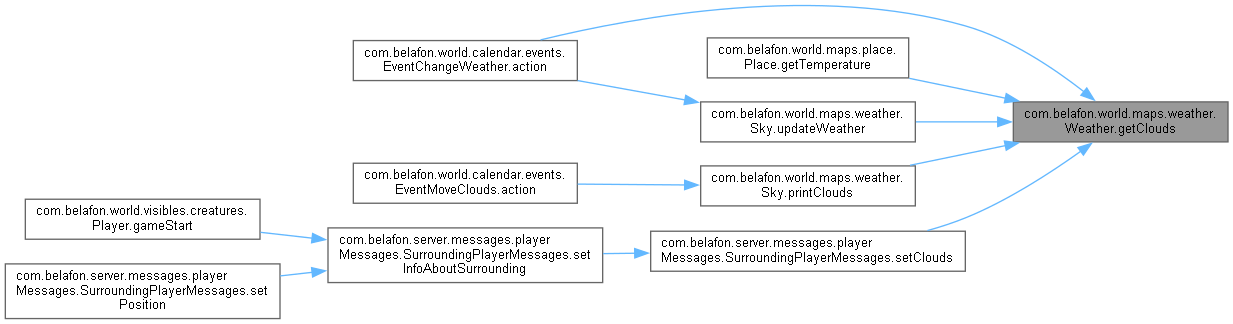 com.belafon.world.calendar.events.
EventChangeWeather.action
com.belafon.world.maps.place.
Place.getTemperature
com.belafon.world.maps.weather.
Sky.updateWeather
com.belafon.world.maps.weather.
Weather.getClouds
com.belafon.world.calendar.events.
EventMoveClouds.action
com.belafon.world.maps.weather.
Sky.printClouds
com.belafon.world.visibles.creatures.
Player.gameStart
com.belafon.server.messages.player
Messages.SurroundingPlayerMessages.set
InfoAboutSurrounding
com.belafon.server.messages.player
Messages.SurroundingPlayerMessages.setClouds
com.belafon.server.messages.player
Messages.SurroundingPlayerMessages.set
Position